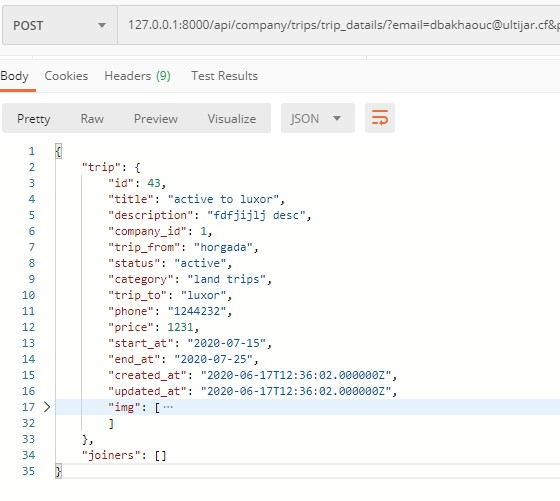 POST 127.0.0.1:8000/api/company/trips/trip_datails/?email=dbakhaouc@ultijar.cf&p
Body Cookies Headers (9) Test Results
Pretty Raw Preview Visualize JSON
1 {
2 "trip": {
3 "id": 43,
4 "title": "active to luxor",
5 "description": "fdfjijlj desc",
6 "company_id": 1,
7 "trip_from": "horgada",
8 "status": "active",
9 "category": "land trips",
10 "trip_to": "luxor",
11 "phone": "1244232",
12 "price": 1231,
13 "start_at": "2020-07-15",
14 "end_at": "2020-07-25",
15 "created_at": "2020-06-17T12:36:02.000000Z",
16 "updated_at": "2020-06-17T12:36:02.000000Z",
17 "img": [ ⋯
32 ]
33 },
34 "joiners": []
35 }